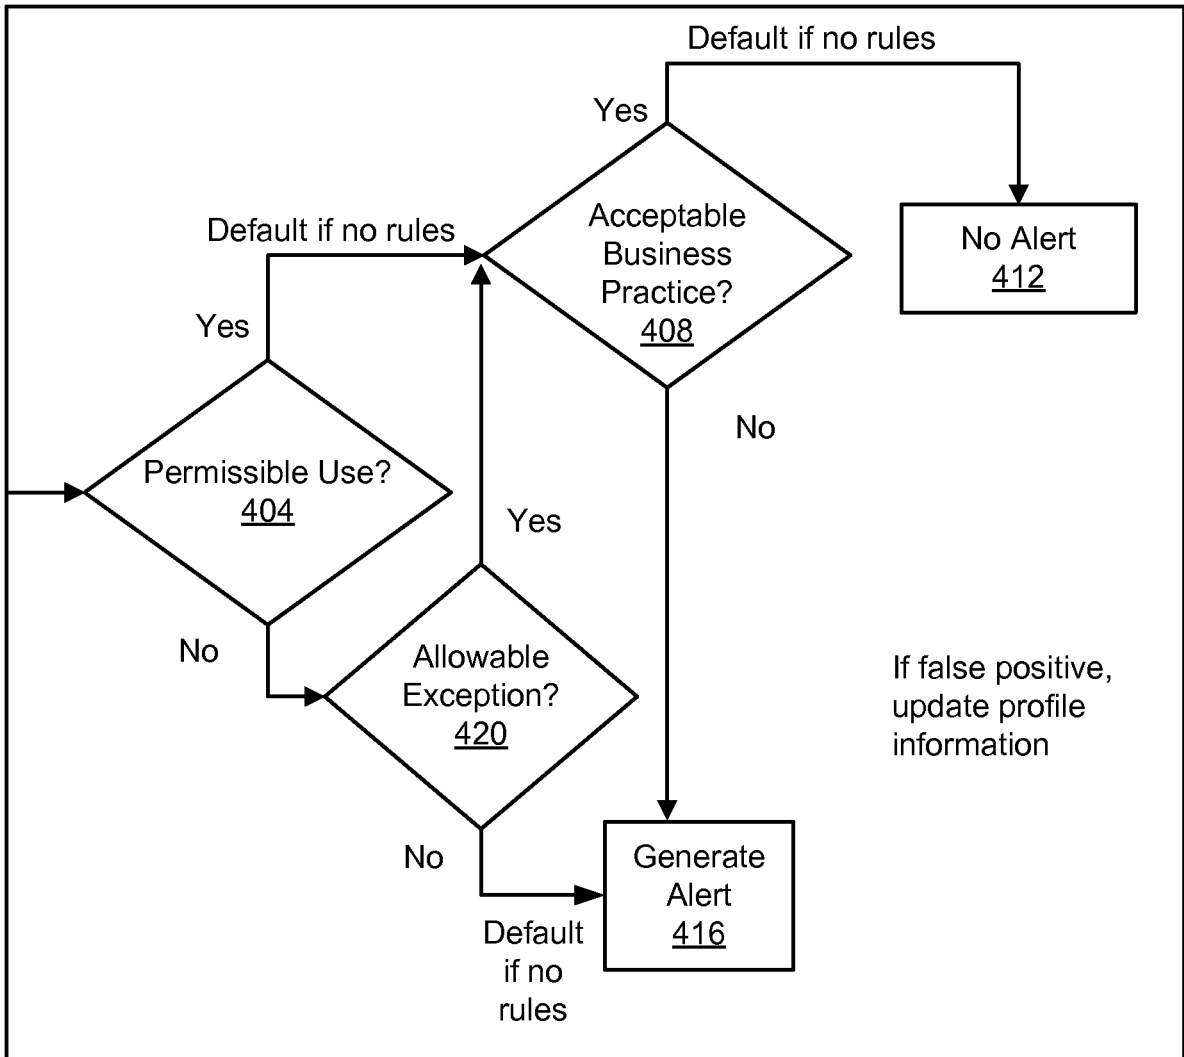 Default if no rules
Yes
Acceptable
Business
Practice?
408
No Alert
412
Default if no rules
Yes
No
Permissible Use?
404
Yes
No
Allowable
Exception?
420
If false positive,
update profile
information
No
Generate
Alert
416
Default
if no
rules